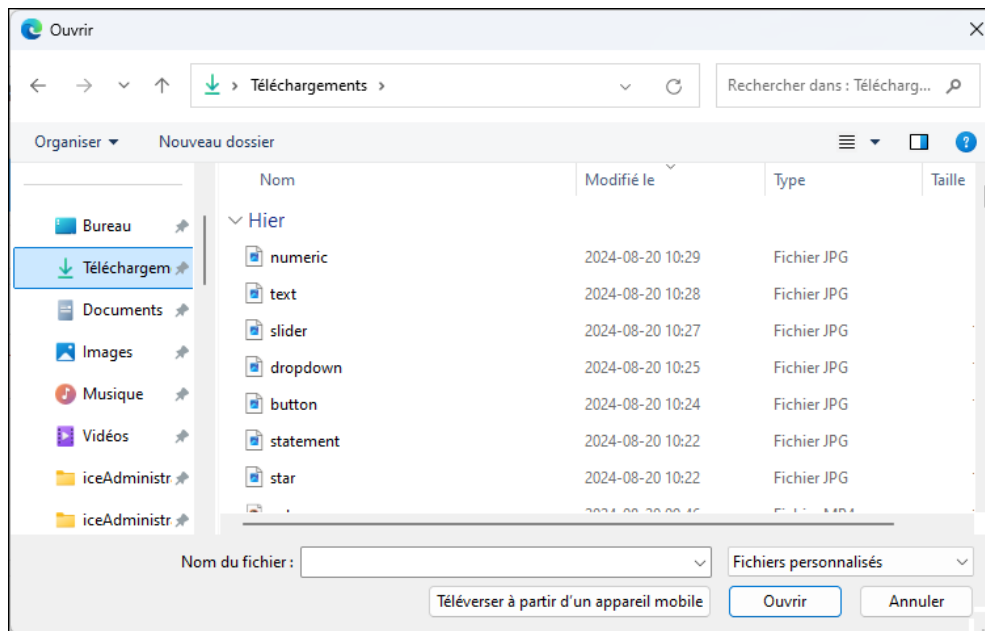 Ouvrir
Téléchargements
Rechercher dans : Télécharg...
Organiser
Nouveau dossier
?
Nom Modifié le Type Taille
Hier
Bureau
Téléchargem
Documents
Images
Musique
Vidéos
iceAdministr
iceAdministr
numeric 2024-08-20 10:29 Fichier JPG
text 2024-08-20 10:28 Fichier JPG
slider 2024-08-20 10:27 Fichier JPG
dropdown 2024-08-20 10:25 Fichier JPG
button 2024-08-20 10:24 Fichier JPG
statement 2024-08-20 10:22 Fichier JPG
star 2024-08-20 10:22 Fichier JPG
Nom du fichier :
Fichiers personnalisés
Téléverser à partir d'un appareil mobile
Ouvrir
Annuler